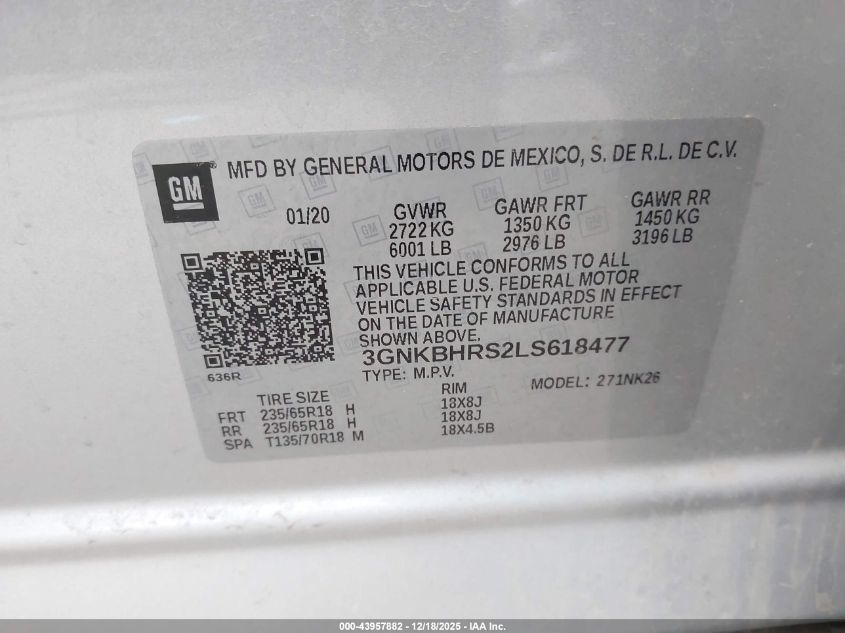 GM
MFD BY GENERAL MOTORS DE MEXICO, S. DE R.L. DE C.V.
01/20 GVWR GAWR FRT GAWR RR
2722 KG 1350 KG 1450 KG
6001 LB 2976 LB 3196 LB
THIS VEHICLE CONFORMS TO ALL
APPLICABLE U.S. FEDERAL MOTOR
VEHICLE SAFETY STANDARDS IN EFFECT
ON THE DATE OF MANUFACTURE
SHOWN ABOVE.
3GNKBHRS2LS618477
636R
TYPE: M.P.V. MODEL: 271NK26
TIRE SIZE RIM
FRT 235/65R18 H 18X8J
RR 235/65R18 H 18X8J
SPA T135/70R18 M 18X4.5B
000-43957882 - 12/18/2025 - IAA Inc.